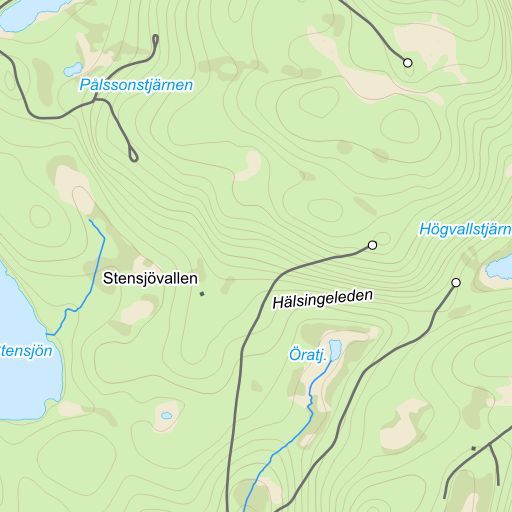 Pålssonstjärnen
Högvallstjärn
Stensjövallen
Hälsingeleden
tensjön
Öratj.